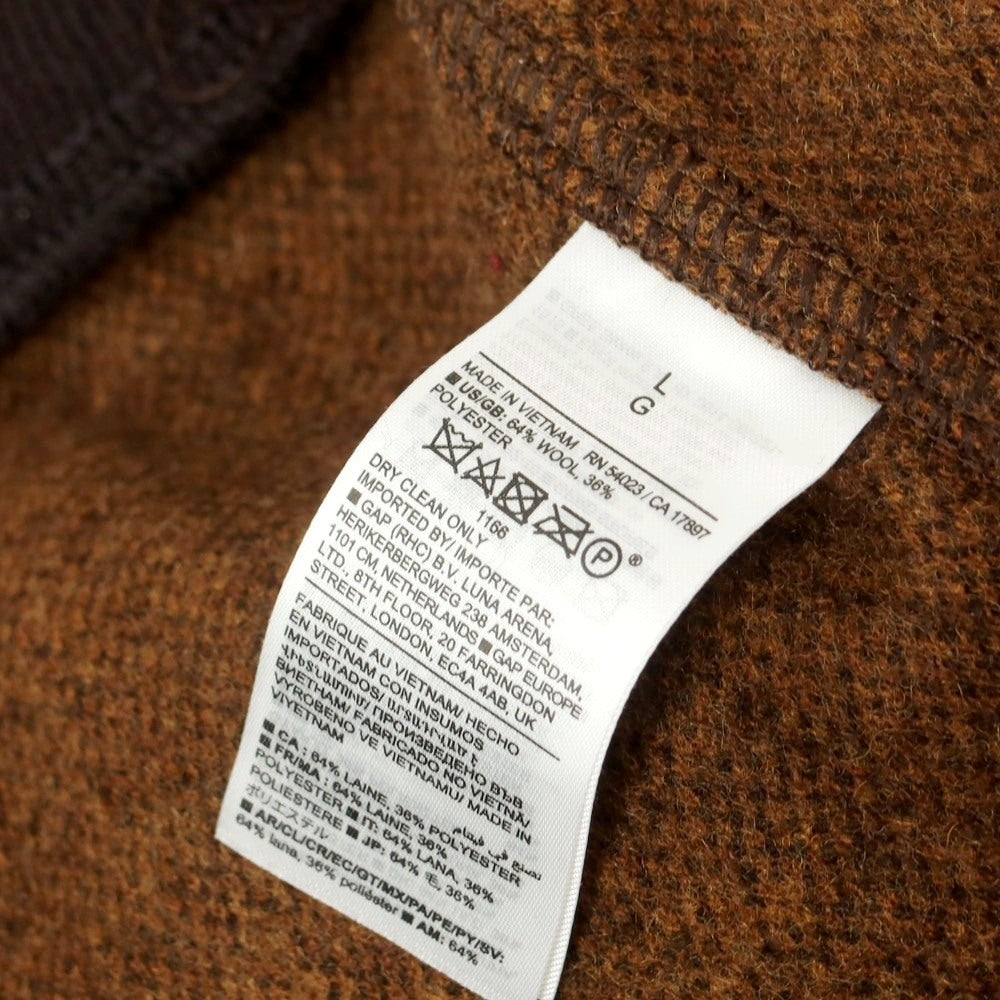 L
G
MADE IN VIETNAM RN 54023 / CA 17897
■ US/GB: 64% WOOL, 36%
POLYESTER
P ®
1166
DRY CLEAN ONLY
IMPORTED BY/ IMPORTE PAR:
■ GAP (RHC) B.V. LUNA ARENA,
HERIKERBERGWEG 238 AMSTERDAM,
1101 CM, NETHERLANDS ■ GAP EUROPE
LTD.: 8TH FLOOR, 20 FARRINGDON
STREET, LONDON, EC4A 4AB, UK
FABRIQUE AU VIETNAM/ HECHO
EN VIETNAM CON INSUMOS
IMPORTADOS/
ПРОИЗВЕДЕНО ВЪВ
ВИЕТНАМ/ FABRICADO NO VIETNÃ/
VYROBENO VE VIETNAMU/ MADE IN
VIYETNAM
تصنع في فيتنام
■ CA : 64% LAINE, 36% POLYESTER
■ FR/MA : 64% LAINE, 36%
POLYESTER ■ IT: 64% LANA, 36%
POLIESTERE ■ JP: 64% 毛, 36%
ポリエステル
■ AR/CL/CR/EC/GT/MX/PA/PE/PY/SV:
64% lana, 36% poliéster ■ AM: 64%